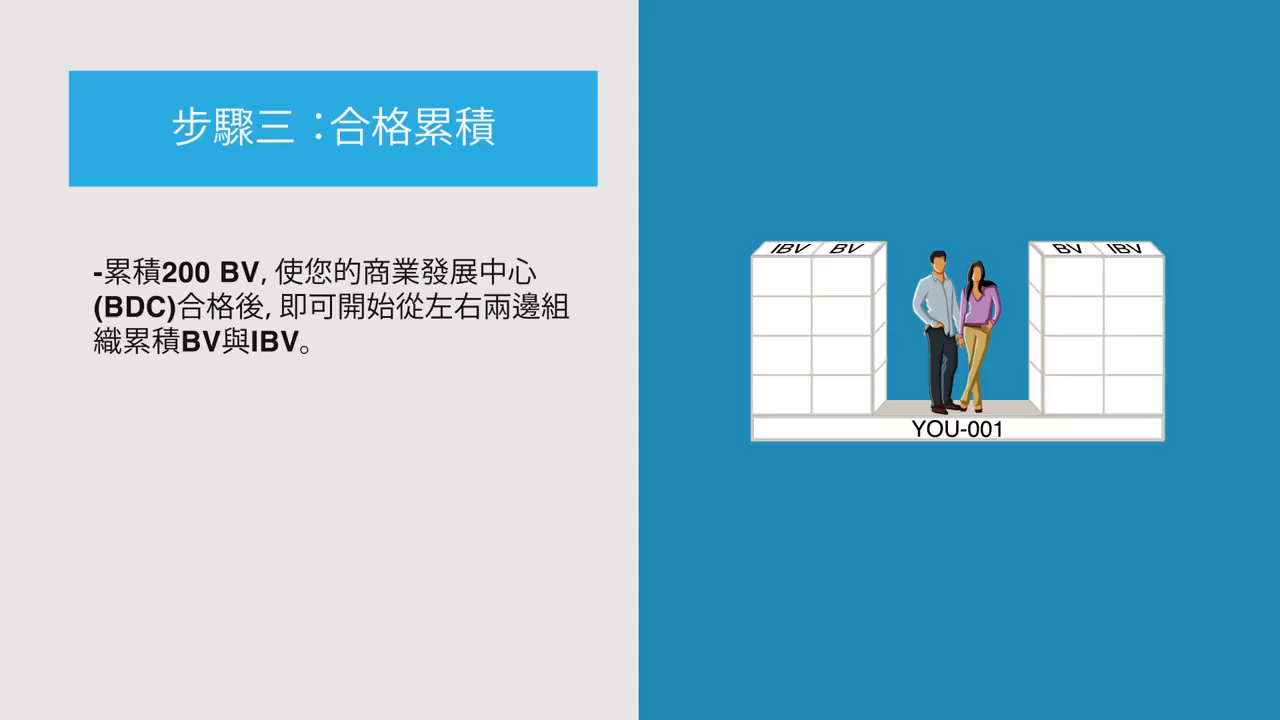 步驟三：合格累積
-累積200 BV, 使您的商業發展中心
(BDC)合格後, 即可開始從左右兩邊組
織累積BV與IBV。
IBV BV BV IBV
YOU-001